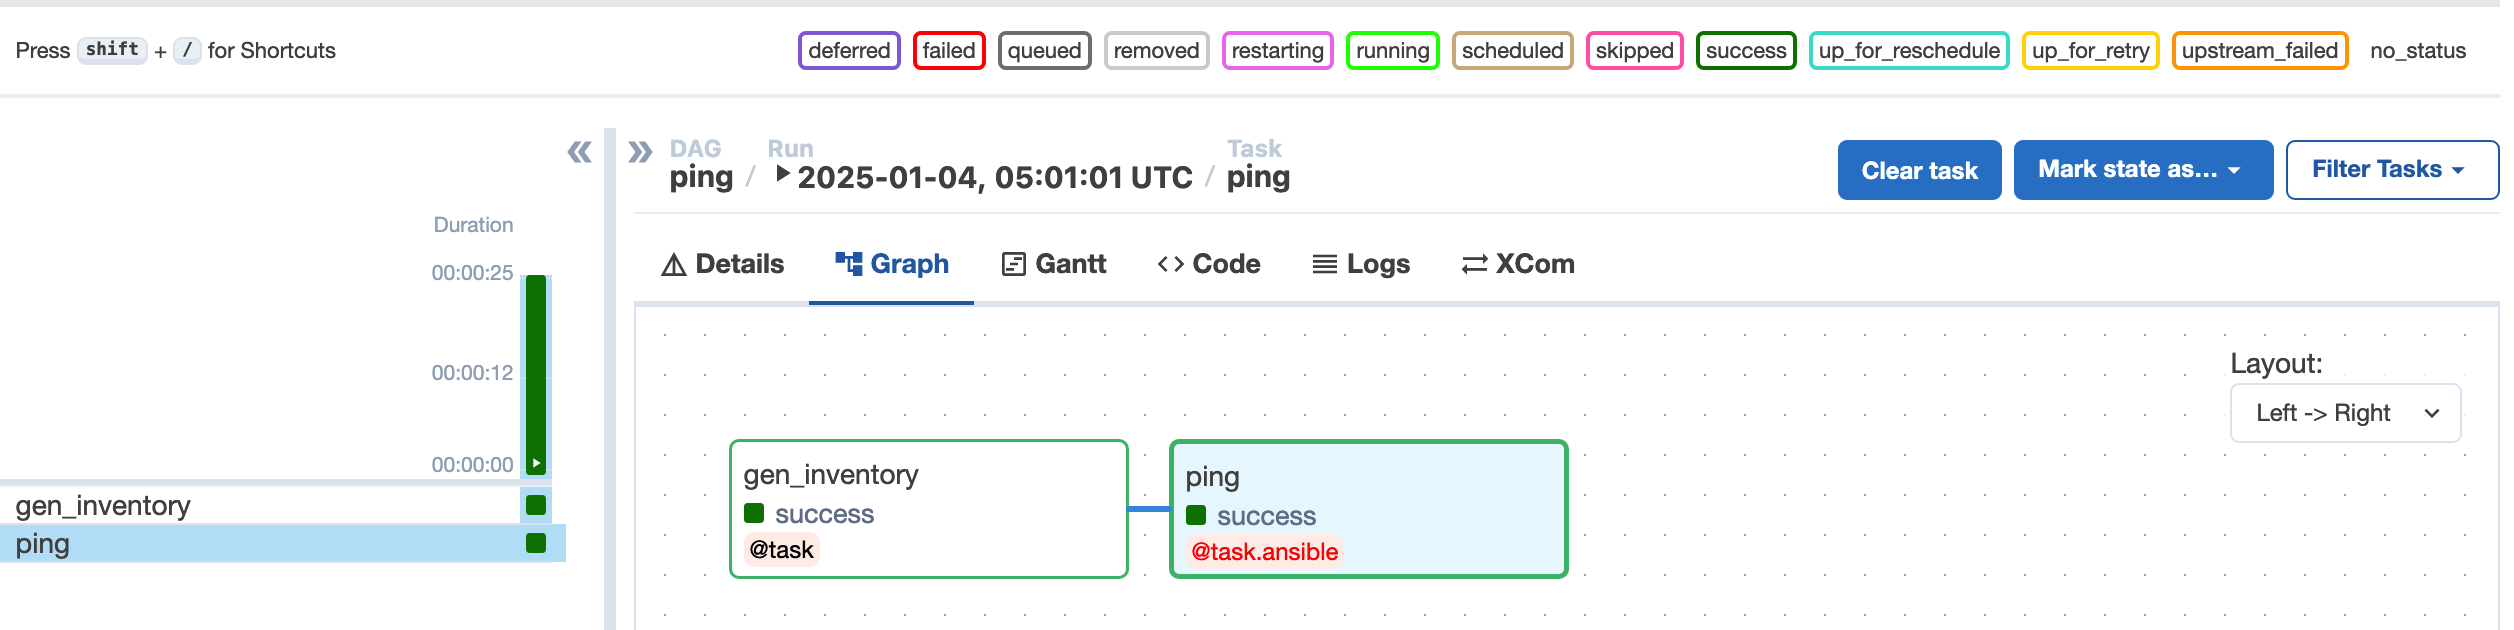 Press shift + / for Shortcuts
deferred failed queued removed restarting running scheduled skipped success up_for_reschedule up_for_retry upstream_failed no_status
Duration
00:00:25
00:00:12
00:00:00
gen_inventory
ping
DAG Run Task
ping / 2025-01-04, 05:01:01 UTC / ping
Clear task Mark state as... Filter Tasks
Details Graph Gantt Code Logs XCom
Layout:
Left -> Right
gen_inventory
success
@task
ping
success
@task.ansible